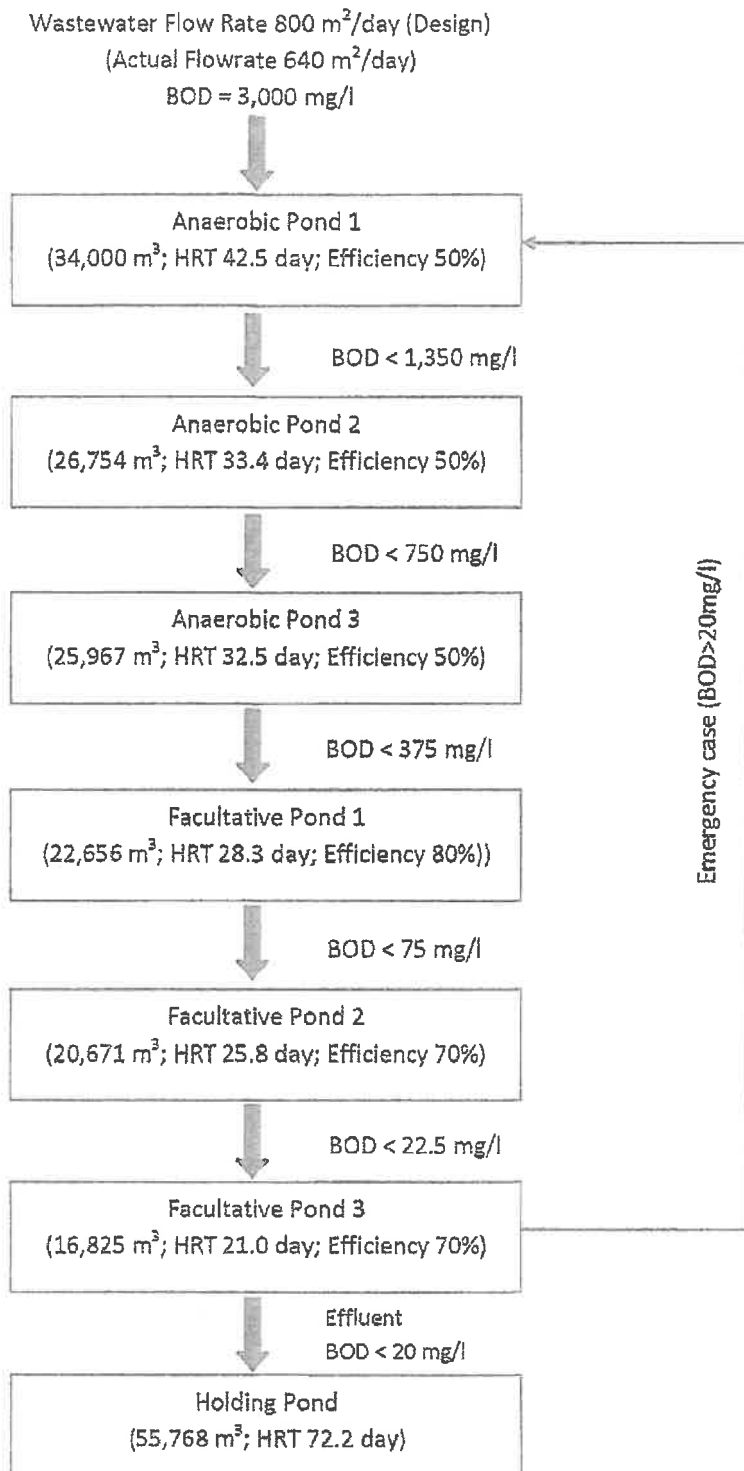 Wastewater Flow Rate 800 m²/day (Design)
(Actual Flowrate 640 m²/day)
BOD = 3,000 mg/l
Anaerobic Pond 1
(34,000 m³; HRT 42.5 day; Efficiency 50%)
BOD < 1,350 mg/l
Anaerobic Pond 2
(26,754 m³; HRT 33.4 day; Efficiency 50%)
BOD < 750 mg/l
Anaerobic Pond 3
(25,967 m³; HRT 32.5 day; Efficiency 50%)
BOD < 375 mg/l
Facultative Pond 1
(22,656 m³; HRT 28.3 day; Efficiency 80%))
BOD < 75 mg/l
Facultative Pond 2
(20,671 m³; HRT 25.8 day; Efficiency 70%)
BOD < 22.5 mg/l
Facultative Pond 3
(16,825 m³; HRT 21.0 day; Efficiency 70%)
Effluent
BOD < 20 mg/l
Holding Pond
(55,768 m³; HRT 72.2 day)
Emergency case (BOD>20mg/l)